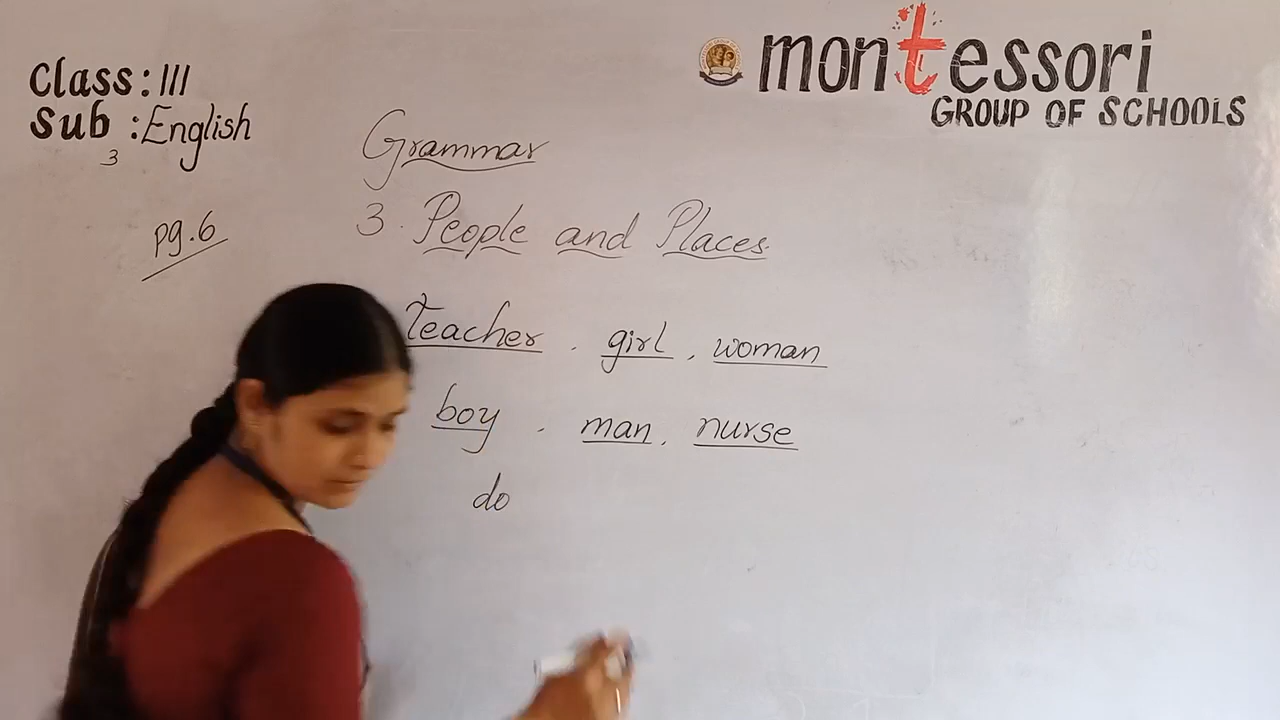 montessori
GROUP OF SCHOOLS
Class: III
Sub : English
3
pg.6
Grammar
3. People and Places.
teacher . girl , woman
boy . man , nurse
do